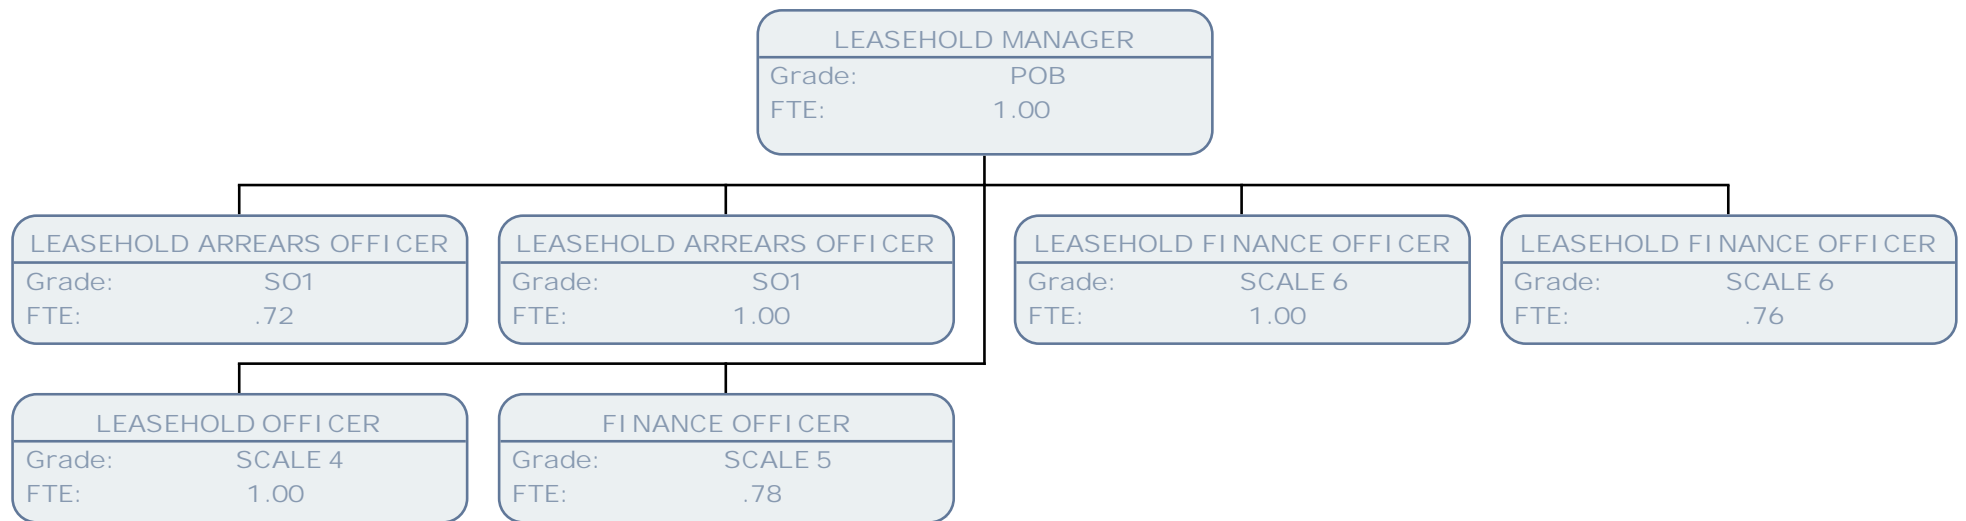 LEASEHOLD MANAGER
Grade: POB
FTE: 1.00
LEASEHOLD ARREARS OFFICER
Grade: SO1
FTE: .72
LEASEHOLD ARREARS OFFICER
Grade: SO1
FTE: 1.00
LEASEHOLD FINANCE OFFICER
Grade: SCALE 6
FTE: 1.00
LEASEHOLD FINANCE OFFICER
Grade: SCALE 6
FTE: .76
LEASEHOLD OFFICER
Grade: SCALE 4
FTE: 1.00
FINANCE OFFICER
Grade: SCALE 5
FTE: .78